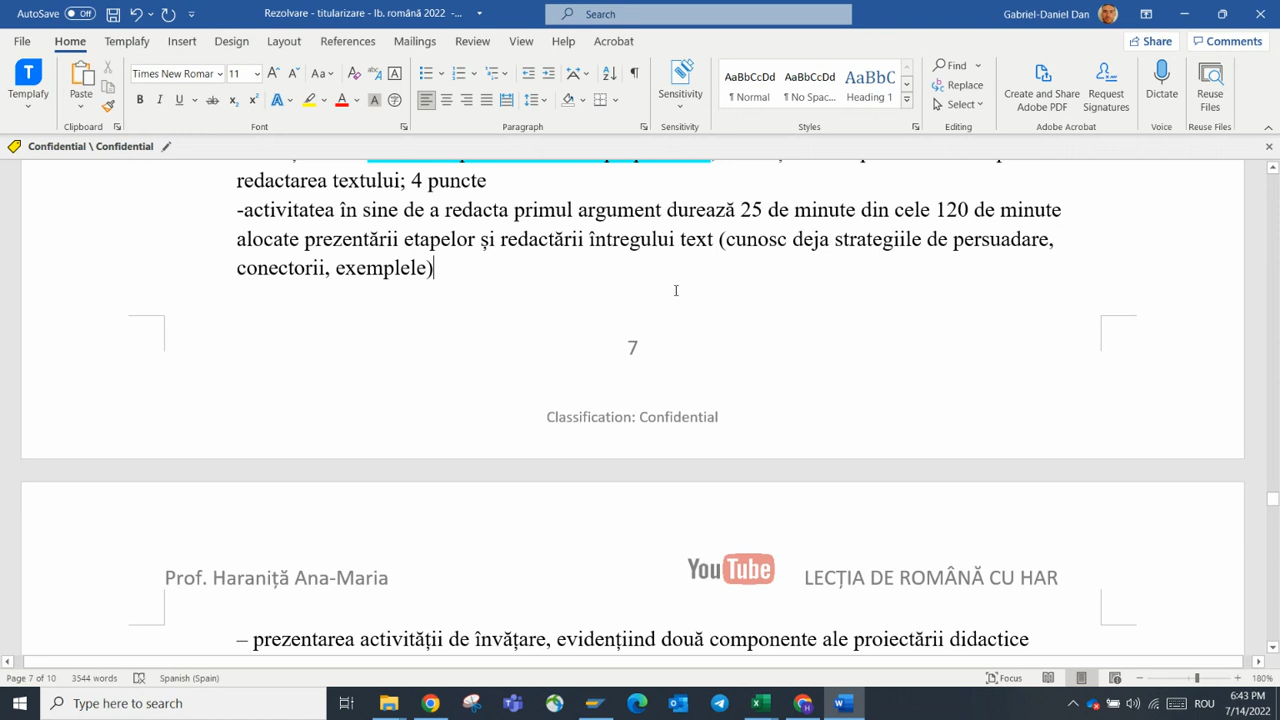 AutoSave Off Rezolvare - titularizare - lb. română 2022 -... Search Gabriel-Daniel Dan
File Home Templafy Insert Design Layout References Mailings Review View Help Acrobat Share Comments
Templafy Paste Times New Roman 11 Aa A AaBbCcDd AaBbCcDd AaBbC Find Replace Select
¶ Normal ¶ No Spac... Heading 1 Sensitivity Create and Share Adobe PDF Request Signatures Dictate Reuse Files
Clipboard Font Paragraph Sensitivity Styles Editing Adobe Acrobat Voice Reuse Files
Confidential \ Confidential
redactarea textului; 4 puncte
-activitatea în sine de a redacta primul argument durează 25 de minute din cele 120 de minute
alocate prezentării etapelor și redactării întregului text (cunosc deja strategiile de persuadare,
conectorii, exemplele)
7
Classification: Confidential
Prof. Haraniță Ana-Maria YouTube LECȚIA DE ROMÂNĂ CU HAR
– prezentarea activității de învățare, evidențiind două componente ale proiectării didactice
Page 7 of 10 3544 words Spanish (Spain) Focus 180%
Type here to search ROU 6:43 PM
7/14/2022